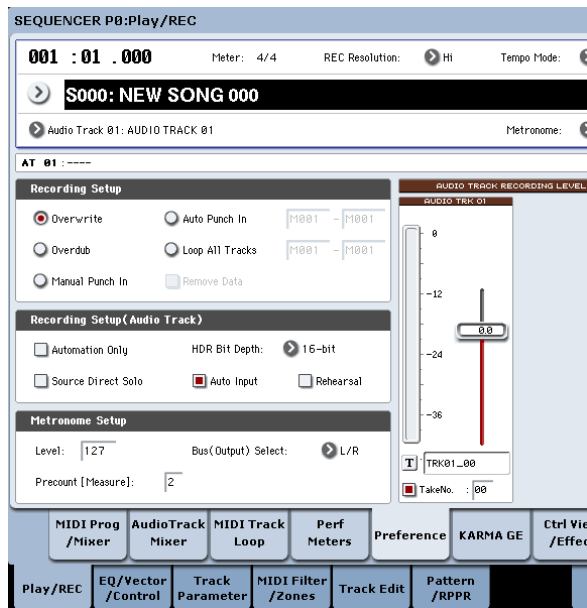 SEQUENCER P0:Play/REC
001 :01 .000 Meter: 4/4 REC Resolution: Hi Tempo Mode:
S000: NEW SONG 000
Audio Track 01: AUDIO TRACK 01 Metronome:
AT 01 :----
Recording Setup
AUDIO TRACK RECORDING LEVEL
AUDIO TRK 01
Overwrite Auto Punch In M001 - M001
Overdub Loop All Tracks M001 - M001
Manual Punch In Remove Data
0
-12
0.0
-24
-36
Recording Setup(Audio Track)
Automation Only HDR Bit Depth: 16-bit
Source Direct Solo Auto Input Rehearsal
Metronome Setup
Level: 127 Bus(Output) Select: L/R
Precount [Measure]: 2
T TRK01_00
TakeNo. : 00
MIDI Prog /Mixer
AudioTrack Mixer
MIDI Track Loop
Perf Meters
Preference
KARMA GE
Ctrl
Play/REC
EQ/Vector /Control
Track Parameter
MIDI Filter /Zones
Track Edit
Pattern /RPPR